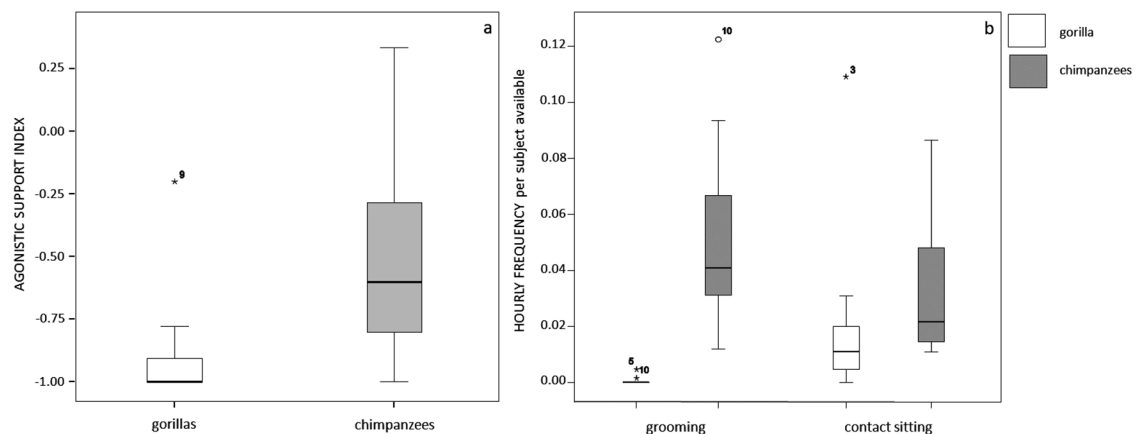 a
AGONISTIC SUPPORT INDEX
0.25
0.00
-0.25
-0.50
-0.75
-1.00
9
gorillas chimpanzees
b
HOURLY FREQUENCY per subject available
0.12
0.10
0.08
0.06
0.04
0.02
0.00
10
3
5
10
grooming contact sitting
gorilla
chimpanzees